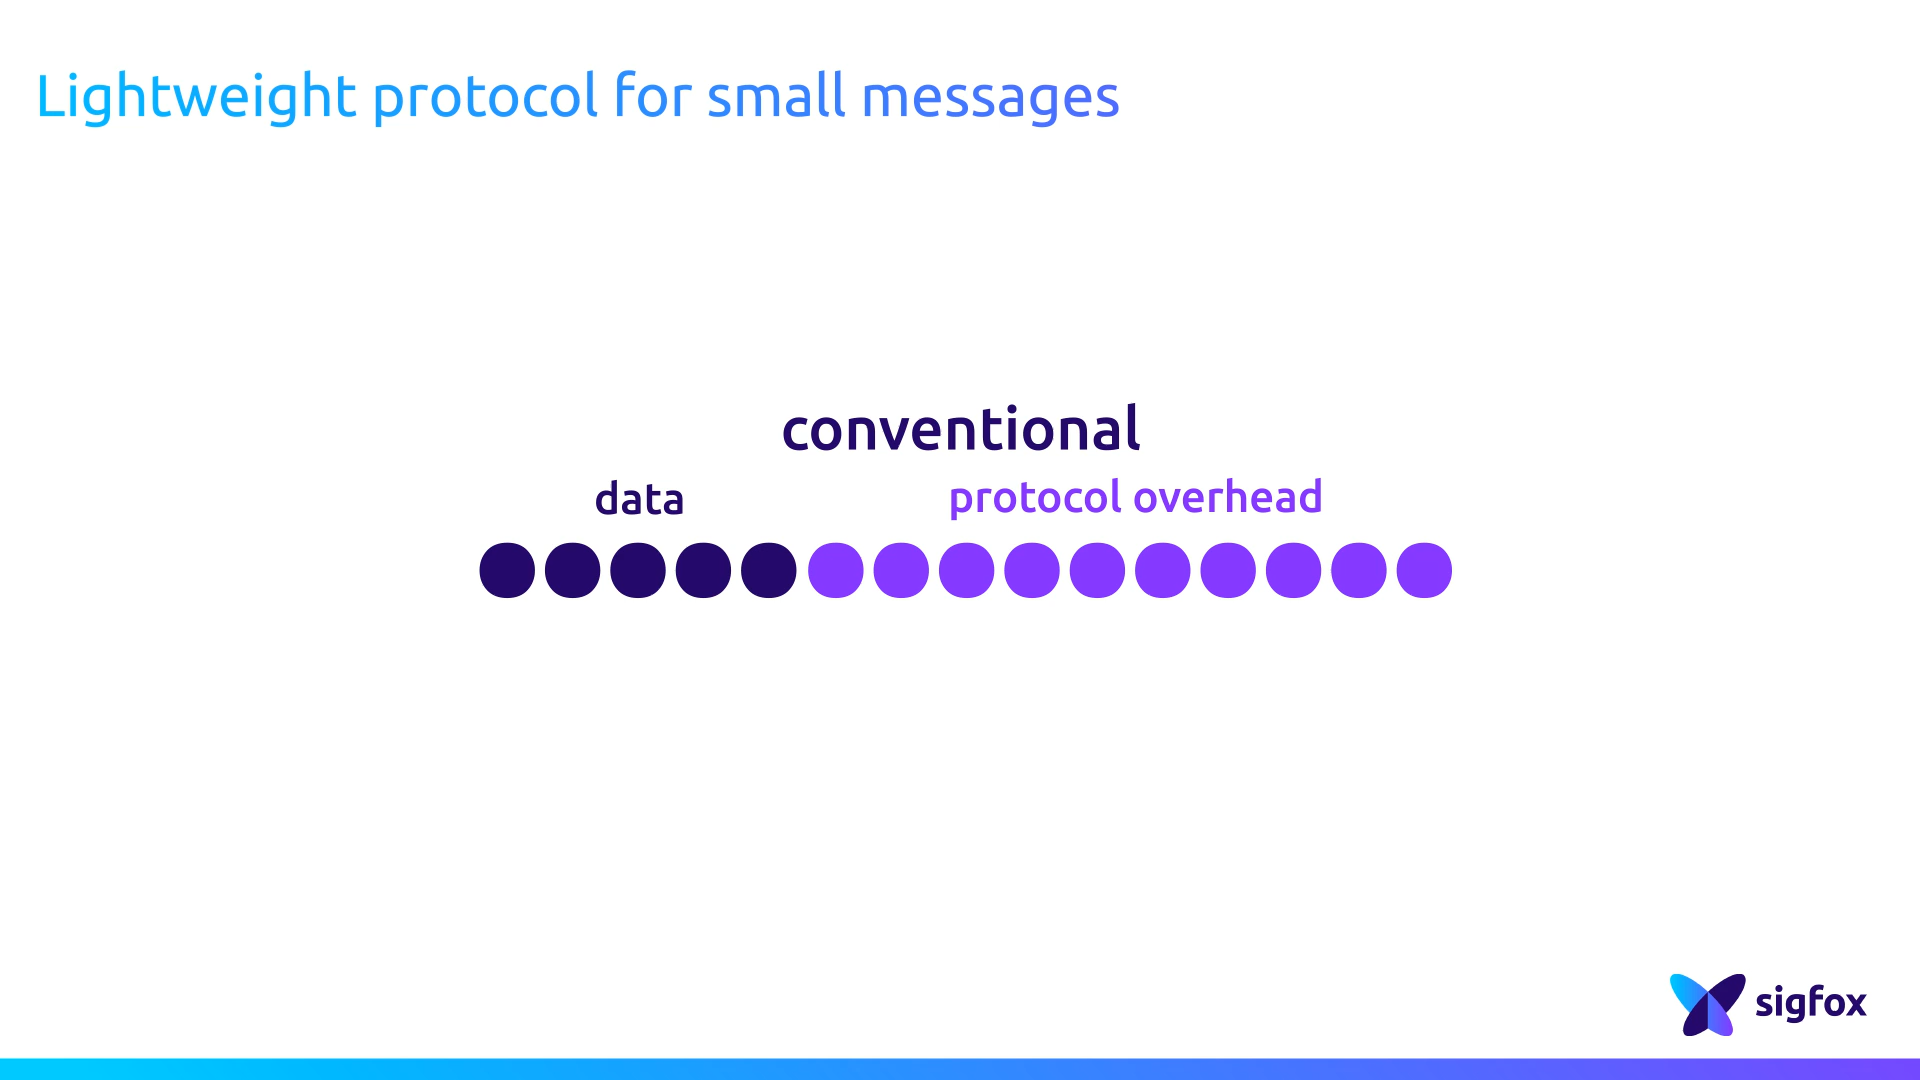 Lightweight protocol for small messages
conventional
data
protocol overhead
sigfox